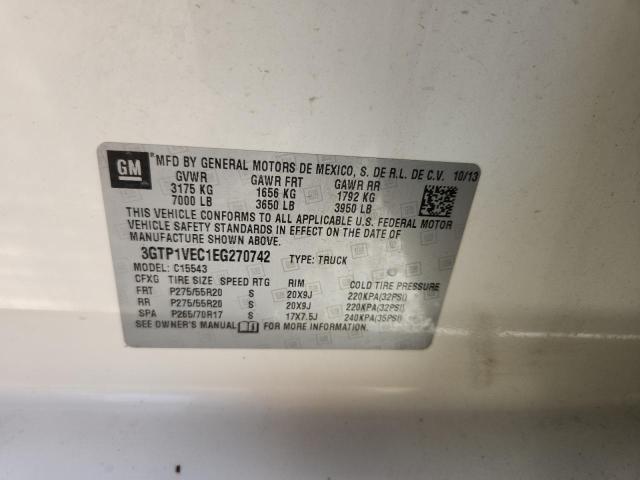 GM MFD BY GENERAL MOTORS DE MEXICO, S. DE R.L. DE C.V. 10/13
GVWR GAWR FRT GAWR RR
3175 KG 1656 KG 1792 KG
7000 LB 3650 LB 3950 LB
THIS VEHICLE CONFORMS TO ALL APPLICABLE U.S. FEDERAL MOTOR
VEHICLE SAFETY STANDARDS IN EFFECT ON THE DATE OF
MANUFACTURE SHOWN ABOVE.
3GTP1VEC1EG270742 TYPE: TRUCK
MODEL: C15543
CFXG TIRE SIZE SPEED RTG RIM COLD TIRE PRESSURE
FRT P275/55R20 S 20X9J 220KPA(32PSI)
RR P275/55R20 S 20X9J 220KPA(32PSI)
SPA P265/70R17 S 17X7.5J 240KPA(35PSI)
SEE OWNER'S MANUAL FOR MORE INFORMATION.